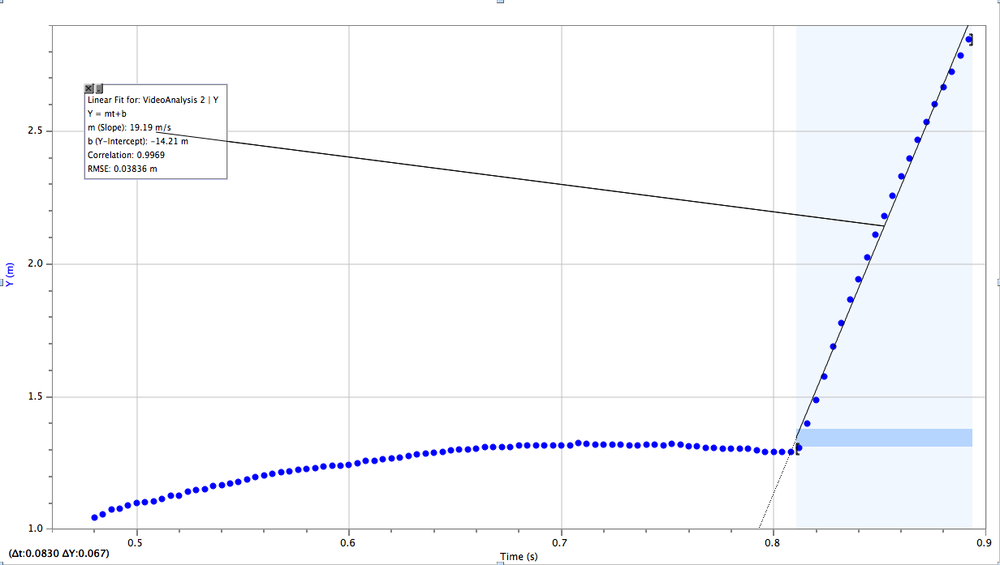 Linear Fit for: VideoAnalysis 2 | Y
Y = mt+b
m (Slope): 19.19 m/s
b (Y-Intercept): -14.21 m
Correlation: 0.9969
RMSE: 0.03836 m
2.5
2.0
Y (m)
1.5
1.0
0.5
0.6
0.7
0.8
0.9
(Δt:0.0830 ΔY:0.067)
Time (s)